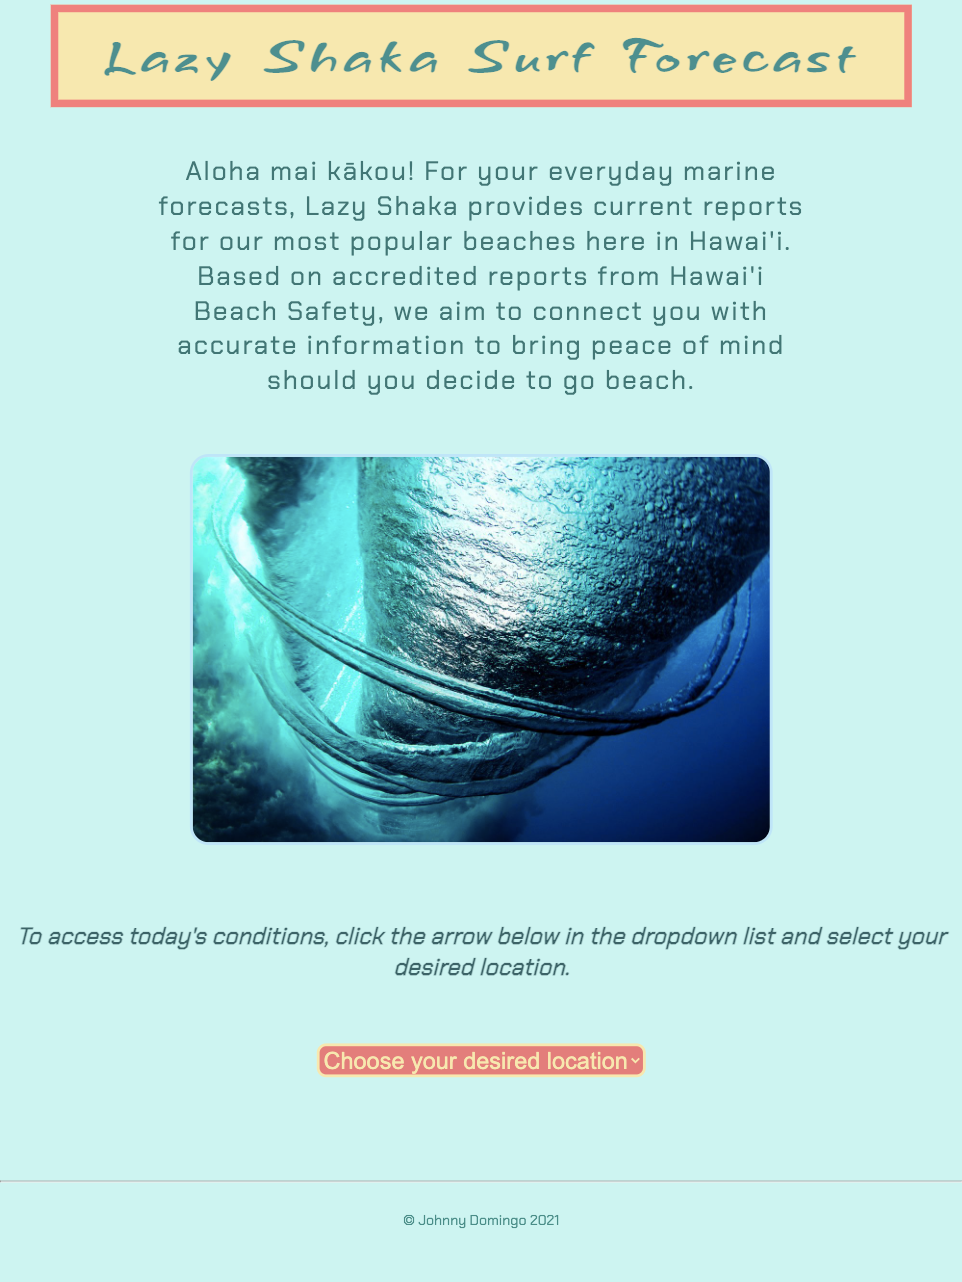 Lazy Shaka Surf Forecast
Aloha mai kākou! For your everyday marine
forecasts, Lazy Shaka provides current reports
for our most popular beaches here in Hawai'i.
Based on accredited reports from Hawai'i
Beach Safety, we aim to connect you with
accurate information to bring peace of mind
should you decide to go beach.
To access today's conditions, click the arrow below in the dropdown list and select your
desired location.
Choose your desired location
© Johnny Domingo 2021